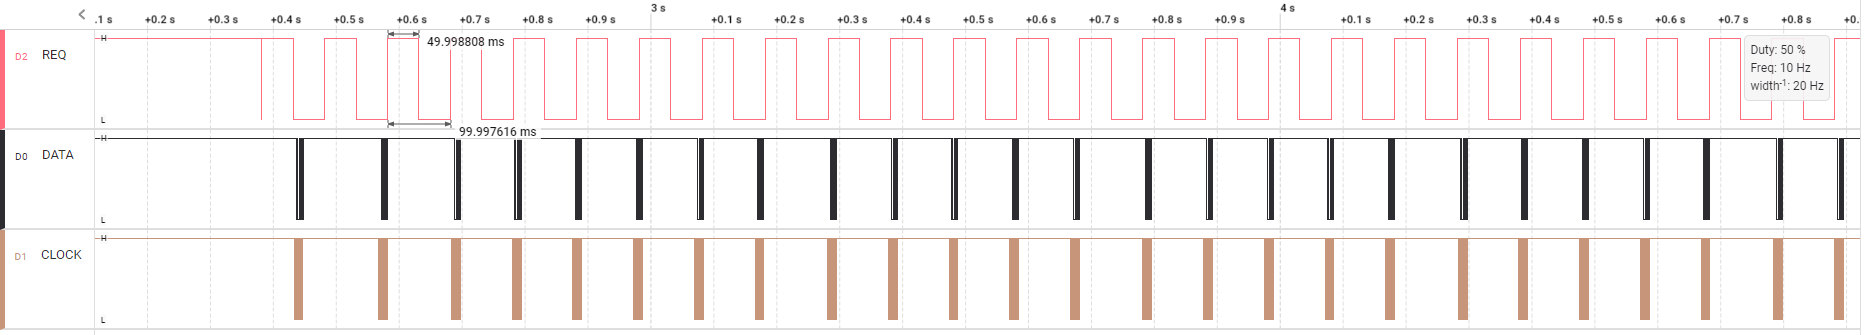 3 s
4 s
.1 s +0.2 s +0.3 s +0.4 s +0.5 s +0.6 s +0.7 s +0.8 s +0.9 s +0.1 s +0.2 s +0.3 s +0.4 s +0.5 s +0.6 s +0.7 s +0.8 s +0.9 s +0.1 s +0.2 s +0.3 s +0.4 s +0.5 s +0.6 s +0.7 s +0.8 s +0.
H
49.998808 ms
D2 REQ
Duty: 50 %
Freq: 10 Hz
width-1: 20 Hz
L
99.997616 ms
H
D0 DATA
L
H
D1 CLOCK
L